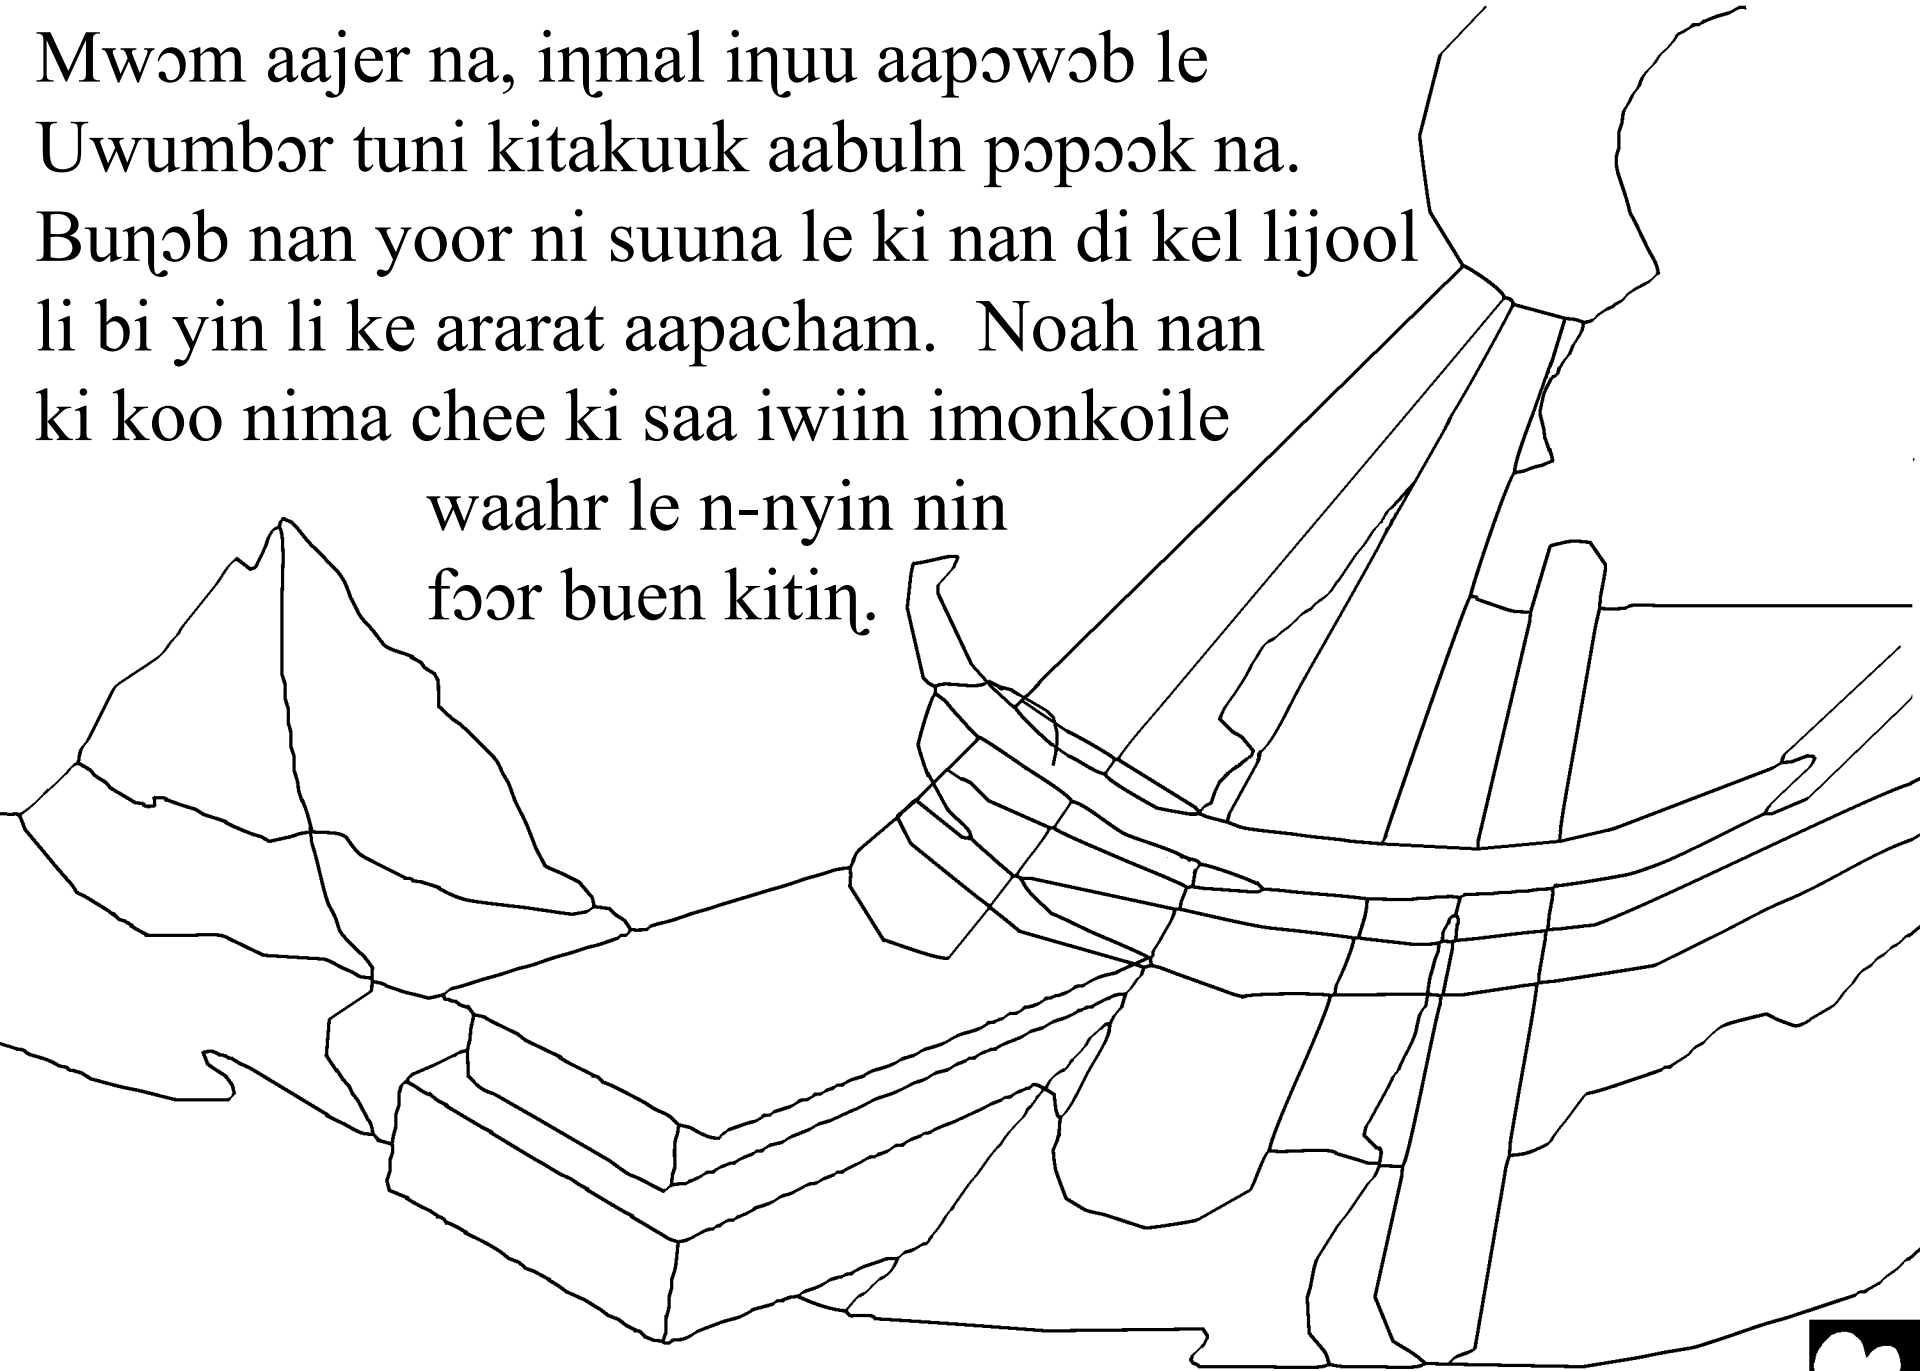 Mwɔm aajer na, iŋmal iŋuu aapɔwɔb le
Uwumbɔr tuni kitakuuk aabuln pɔpɔɔk na.
Buŋɔb nan yoor ni suuna le ki nan di kel lijool
li bi yin li ke ararat aapacham.  Noah nan
ki koo nima chee ki saa iwiin imonkoile
waahr le n-nyin nin
fɔɔr buen kitiŋ.